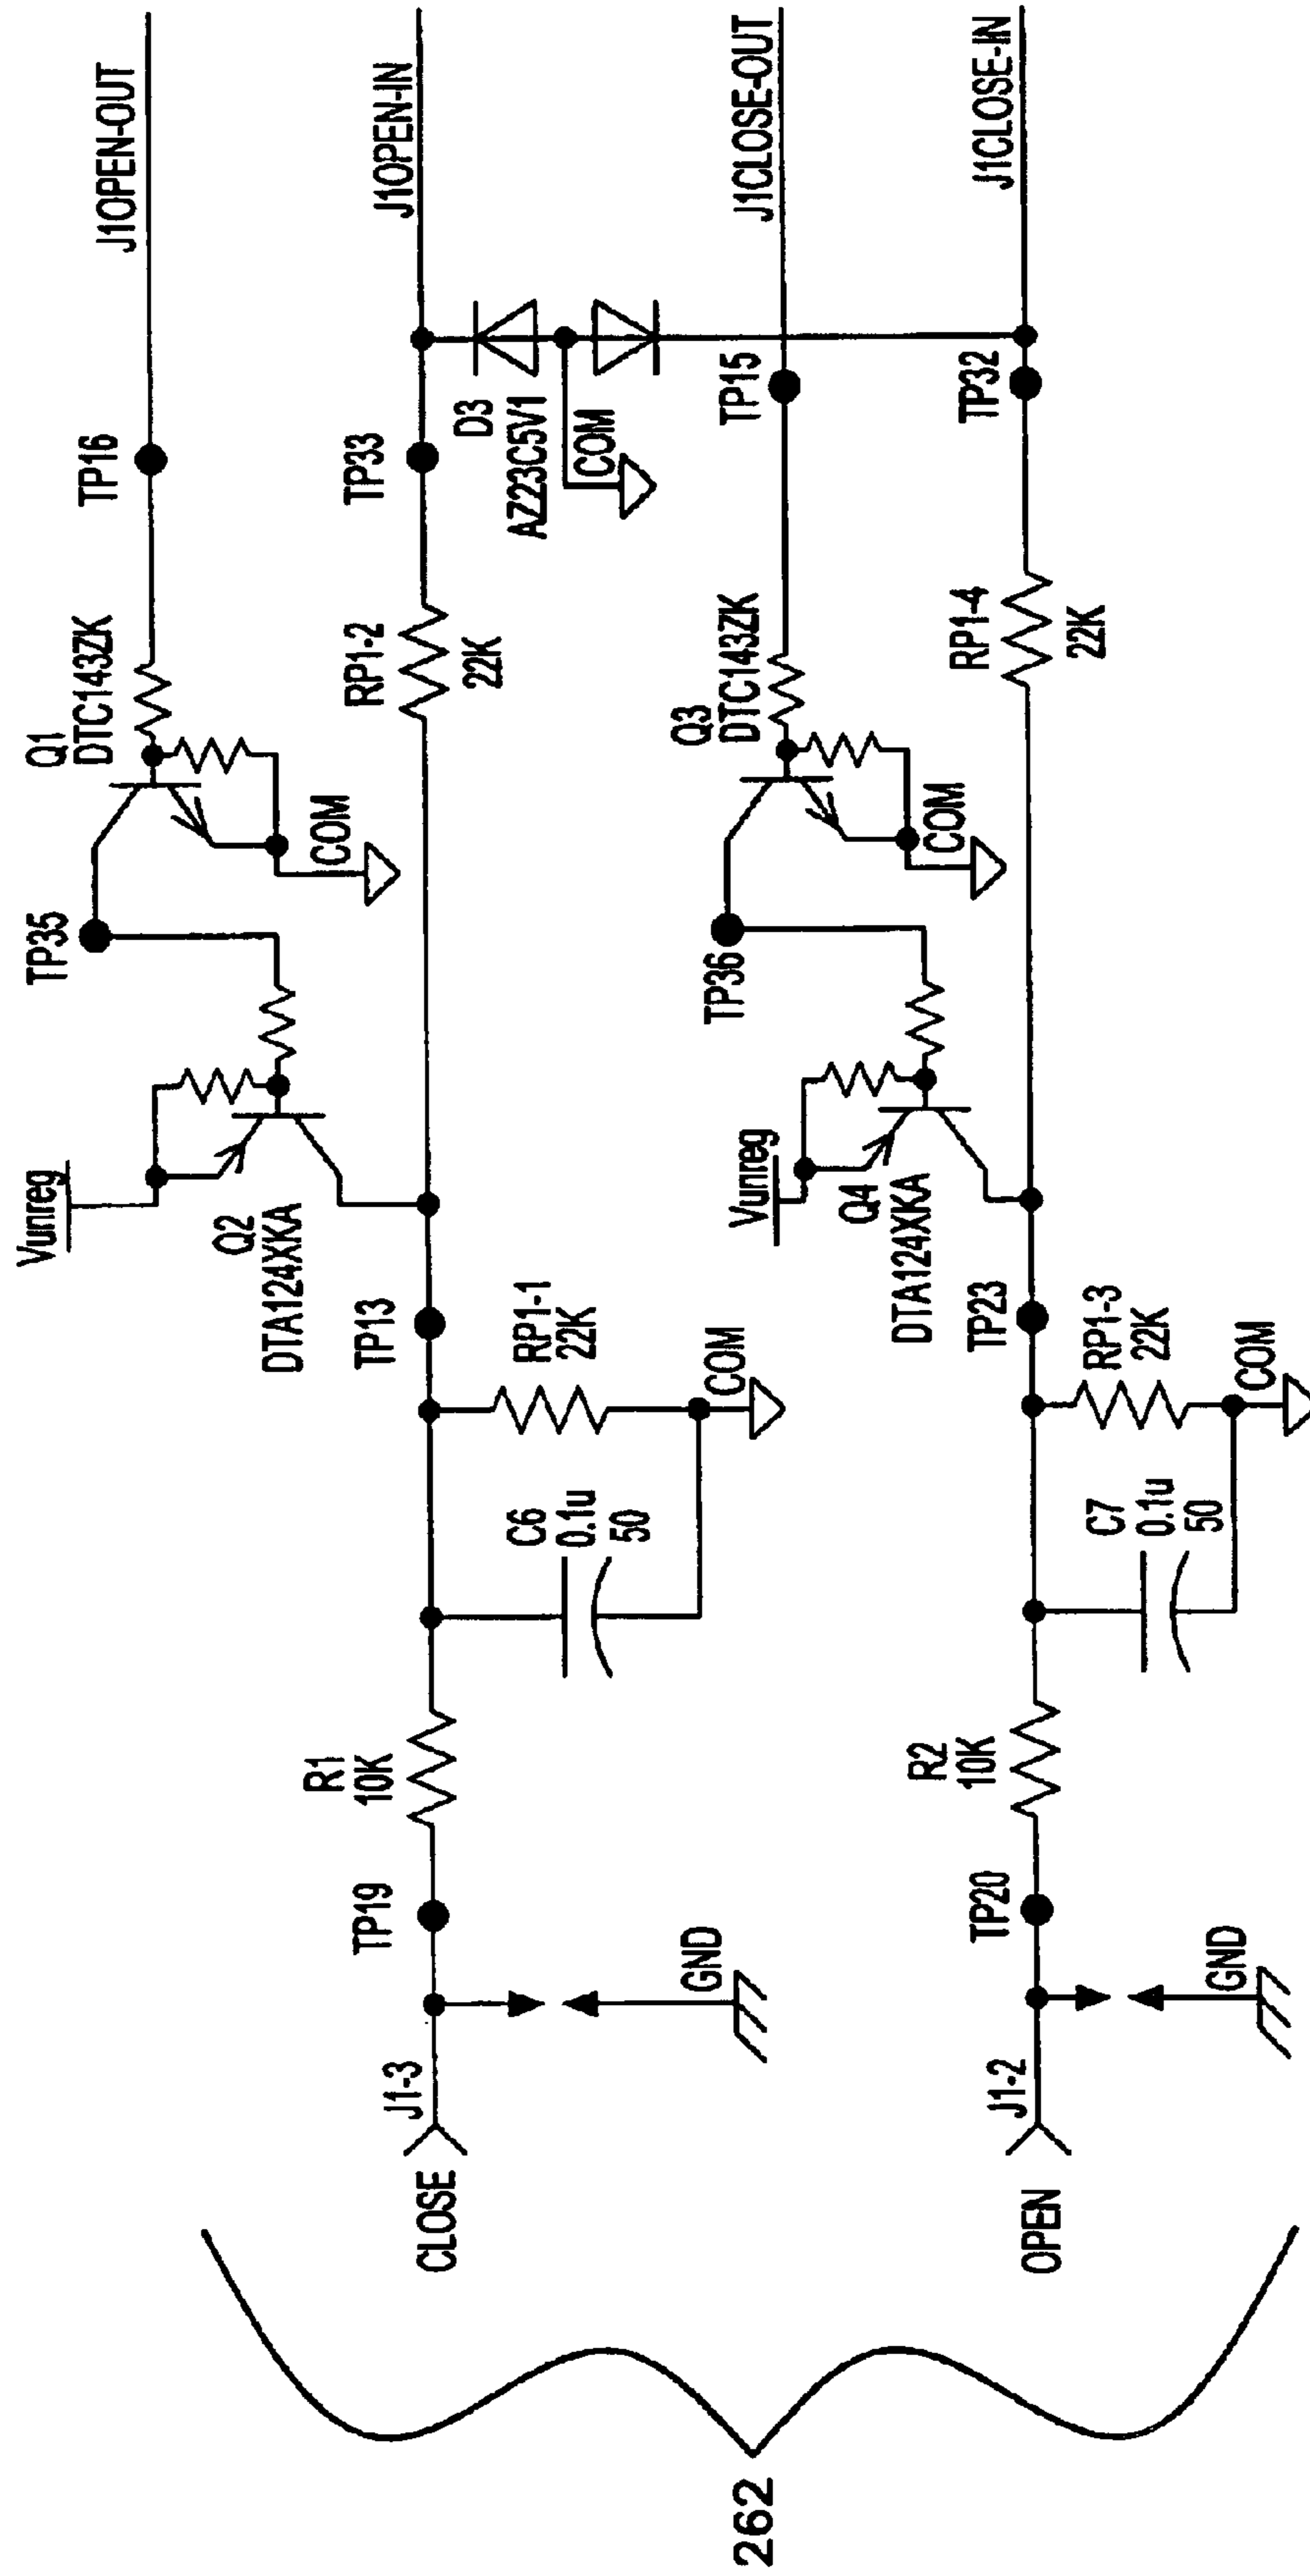 262
CLOSE
J1-3
GND
TP19
R1
10K
C6
0.1u
50
RP1-1
22K
COM
TP13
Vunreg
Q2
DTA124XKA
TP35
Q1
DTC143ZK
COM
TP16
J1OPEN-OUT
RP1-2
22K
TP33
J1OPEN-IN
D3
AZ23C5V1
COM
OPEN
J1-2
GND
TP20
R2
10K
C7
0.1u
50
RP1-3
22K
COM
TP23
Vunreg
Q4
DTA124XKA
TP36
Q3
DTC143ZK
COM
TP15
J1CLOSE-OUT
RP1-4
22K
TP32
J1CLOSE-IN